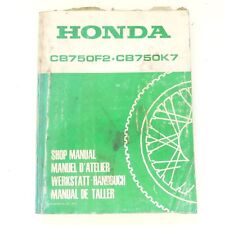 HONDA
CB750F2·CB750K7
SHOP MANUAL
MANUEL D'ATELIER
WERKSTATT-HANDBUCH
MANUAL DE TALLER